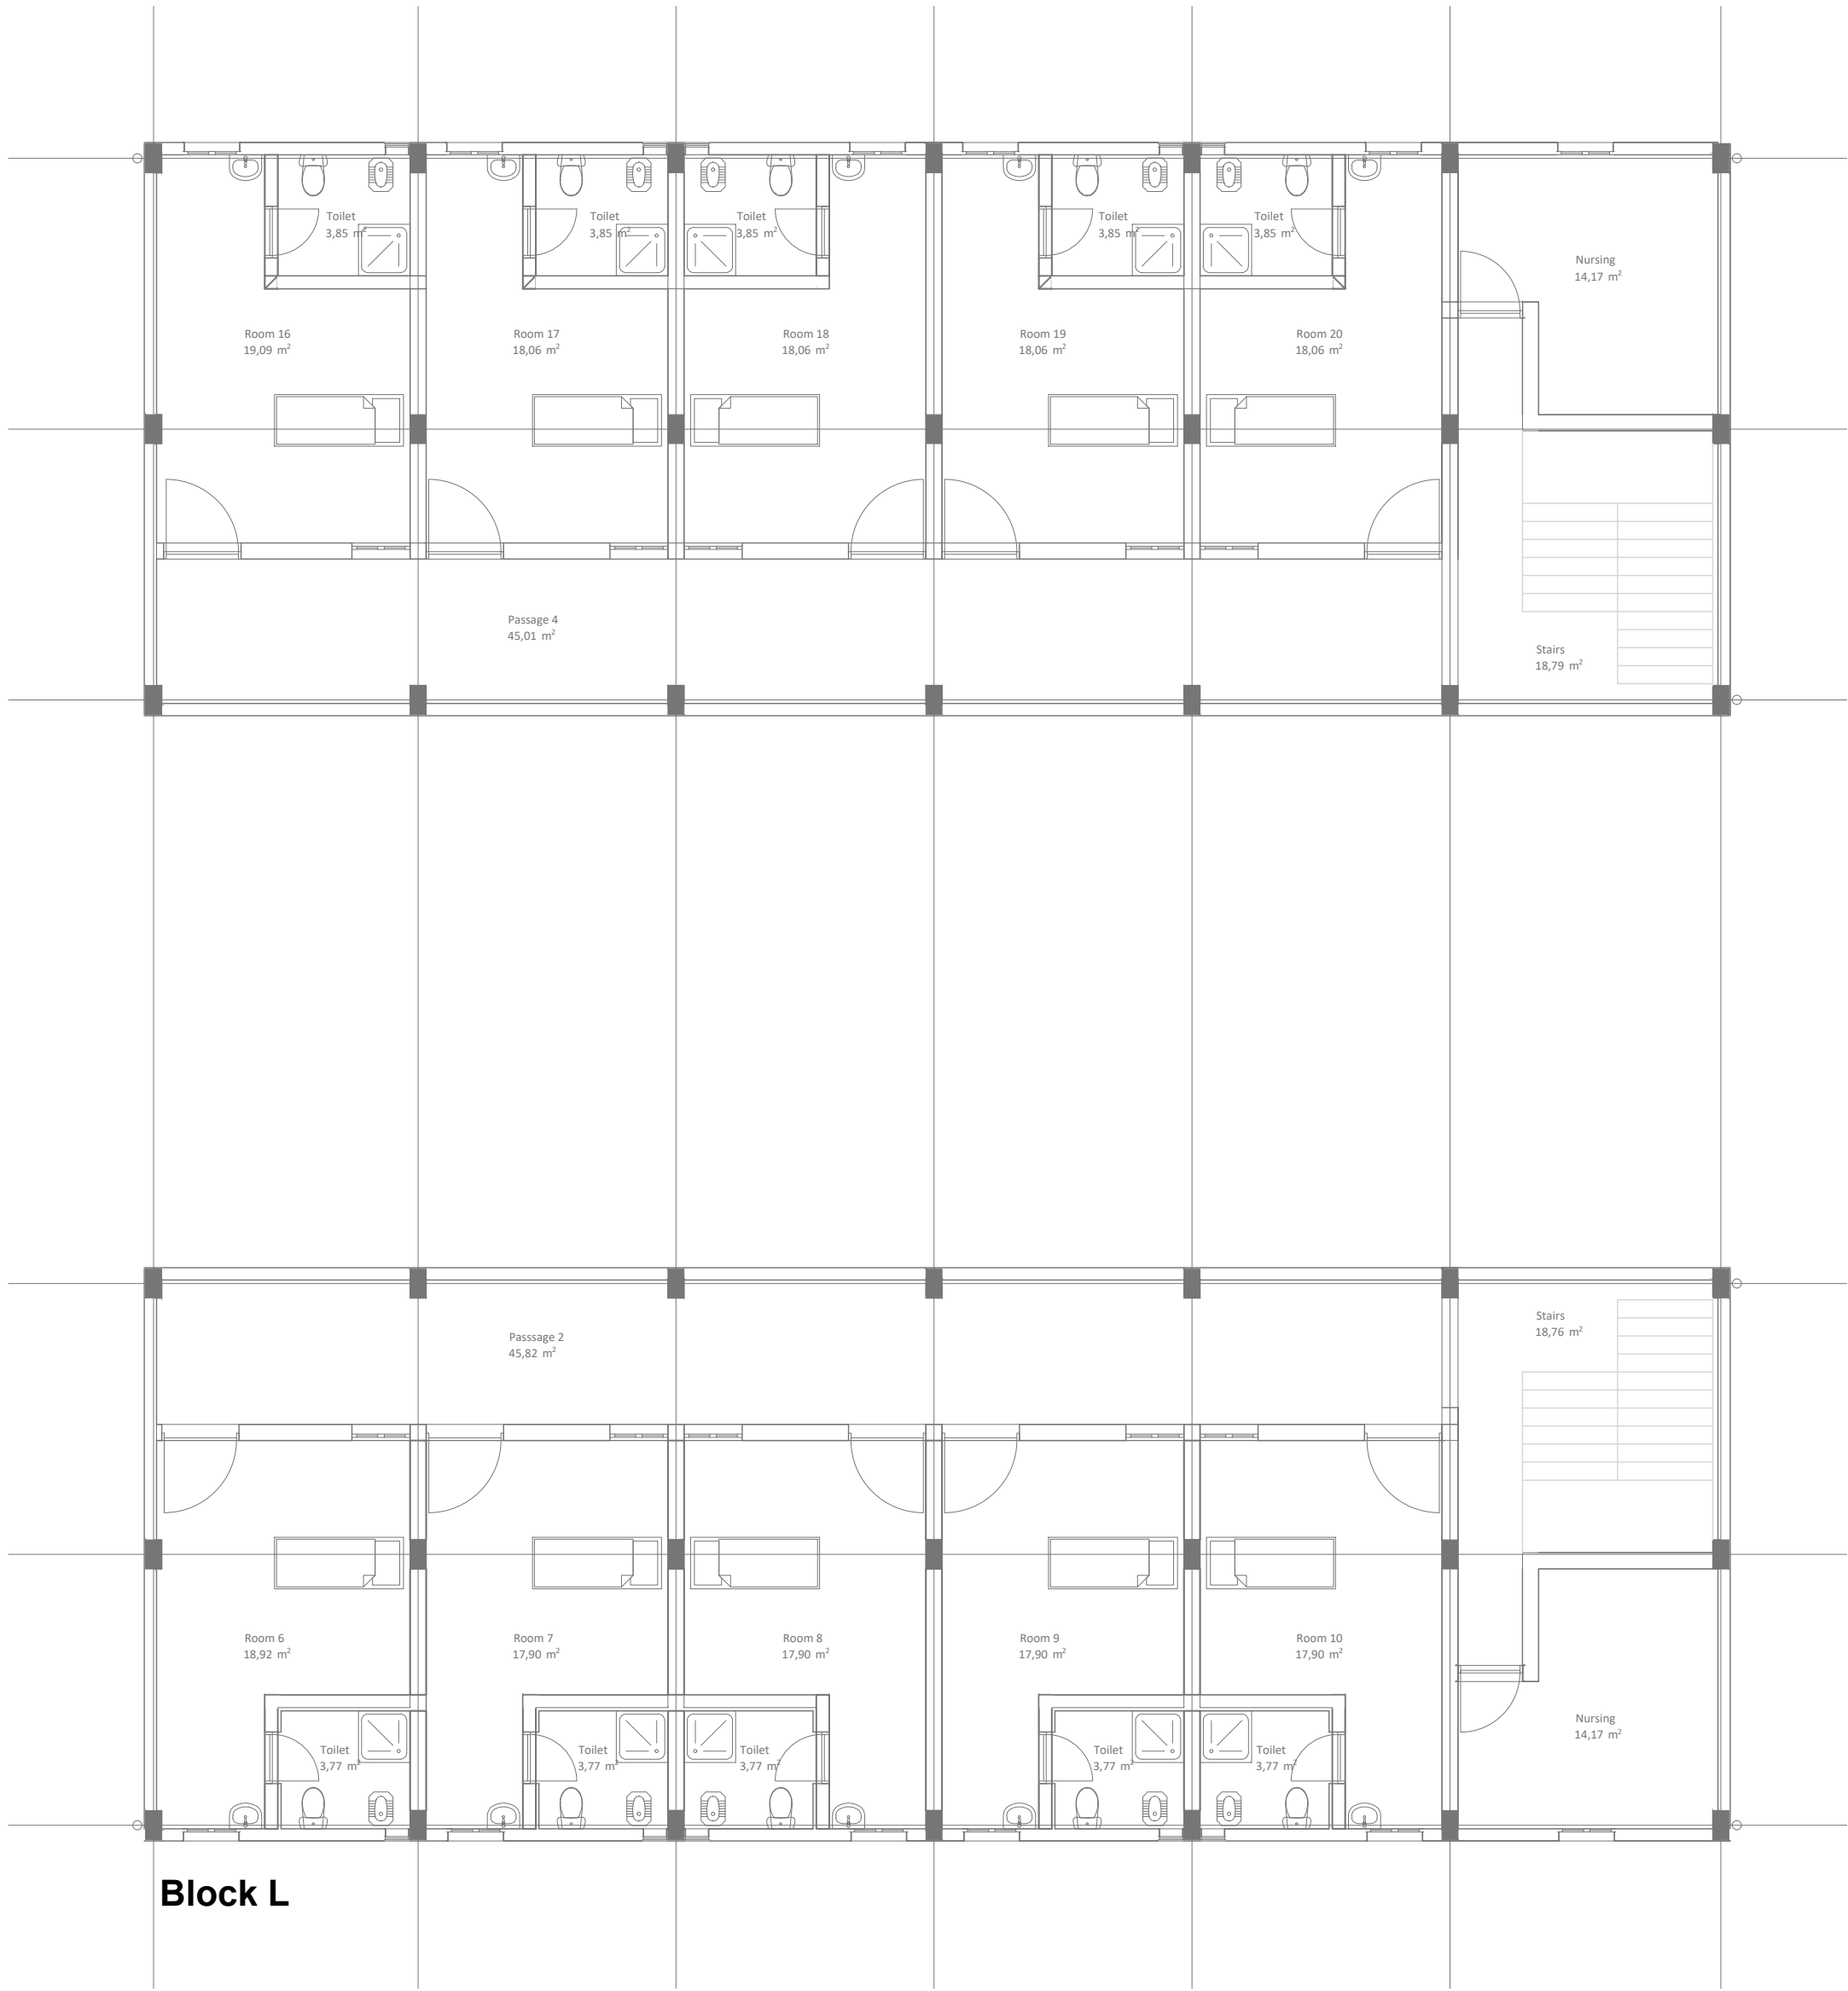 Toilet
3,85 m²
Toilet
3,85 m²
Toilet
3,85 m²
Toilet
3,85 m²
Toilet
3,85 m²
Nursing
14,17 m²
Room 16
19,09 m²
Room 17
18,06 m²
Room 18
18,06 m²
Room 19
18,06 m²
Room 20
18,06 m²
Passage 4
45,01 m²
Stairs
18,79 m²
Stairs
18,76 m²
Passsage 2
45,82 m²
Room 6
18,92 m²
Room 7
17,90 m²
Room 8
17,90 m²
Room 9
17,90 m²
Room 10
17,90 m²
Nursing
14,17 m²
Toilet
3,77 m²
Toilet
3,77 m²
Toilet
3,77 m²
Toilet
3,77 m²
Toilet
3,77 m²
Block L